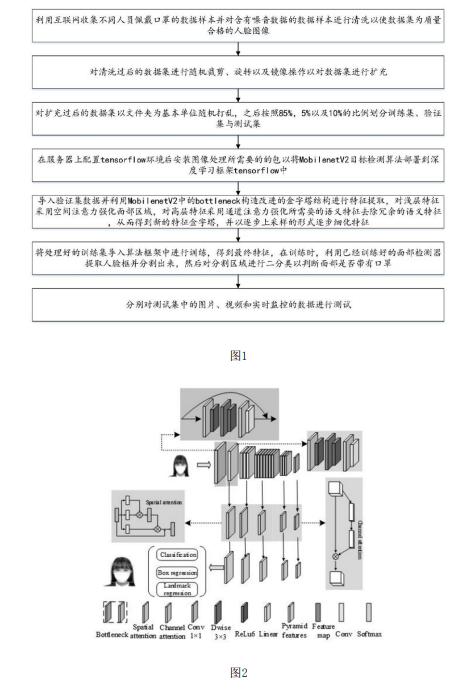 利用互联网收集不同人员佩戴口罩的数据样本并对含有噪音数据的数据样本进行清洗以使数据集为质量
合格的人脸图像
对清洗过后的数据集进行随机裁剪、旋转以及镜像操作以对数据集进行扩充
对扩充过后的数据集以文件夹为基本单位随机打乱，之后按照85%，5%以及10%的比例划分训练集、验证
集与测试集
在服务器上配置tensorflow环境后安装图像处理所需要的的包以将MobilenetV2目标检测算法部署到深
度学习框架tensorflow中
导入验证集数据并利用MobilenetV2中的bottleneck构造改进的金字塔结构进行特征提取，对浅层特征
采用空间注意力强化面部区域，对高层特征采用通道注意力强化所需要的语义特征去除冗余的语义特征
，从而得到新的特征金字塔，并以逐步上采样的形式逐步细化特征
将处理好的训练集导入算法框架中进行训练，得到最终特征，在训练时，利用已经训练好的面部检测器
提取人脸框并分割出来，然后对分割区域进行二分类以判断面部是否带有口罩
分别对测试集中的图片、视频和实时监控的数据进行测试
图1
Spatial attention
Channel attention
Classification
Box regression
Landmark
regression
Bottleneck
Spatial
attention
Channel
attention
Conv
1×1
Dwise
3×3
ReLu6
Linear
Pyramid
features
Feature
map
Conv
Softmax
图2